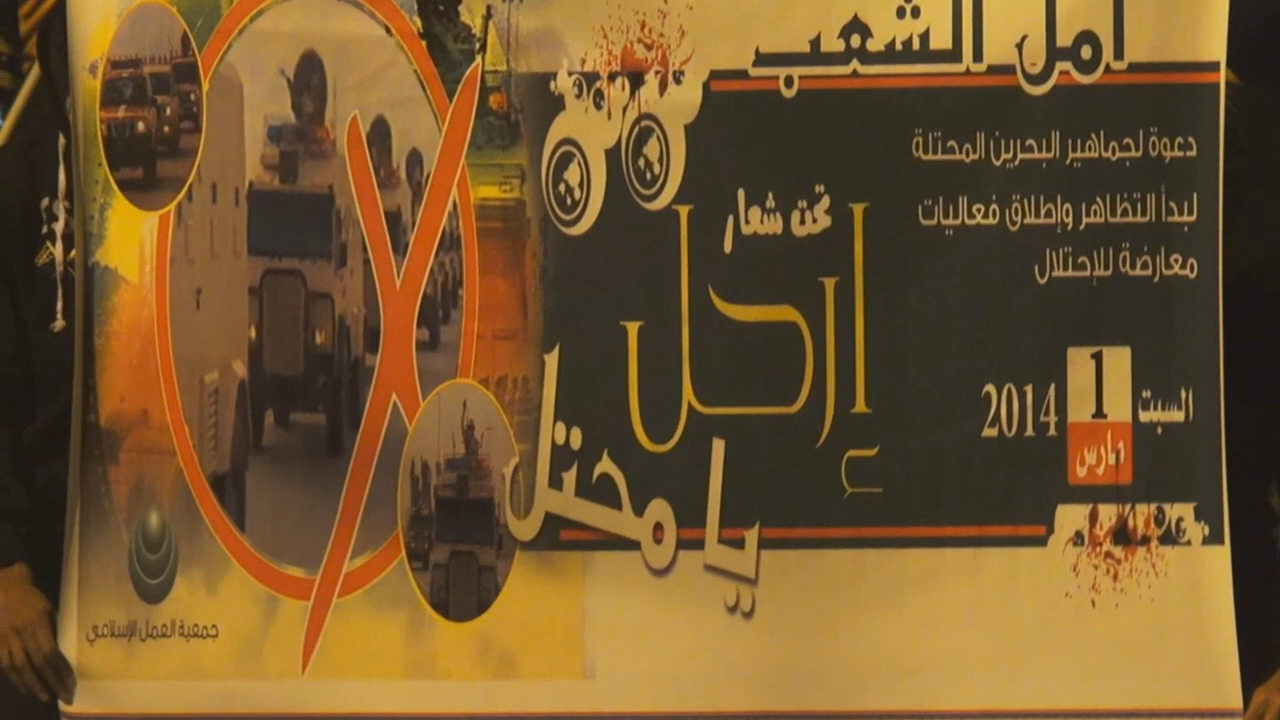 أمل الشعب
دعوة لجماهير البحرين المحتلة
لبدأ التظاهر وإطلاق فعاليات
معارضة للإحتلال
السبت 1 مارس 2014
تحت شعار
إرحل
يا محتل
جمعية العمل الإسلامي